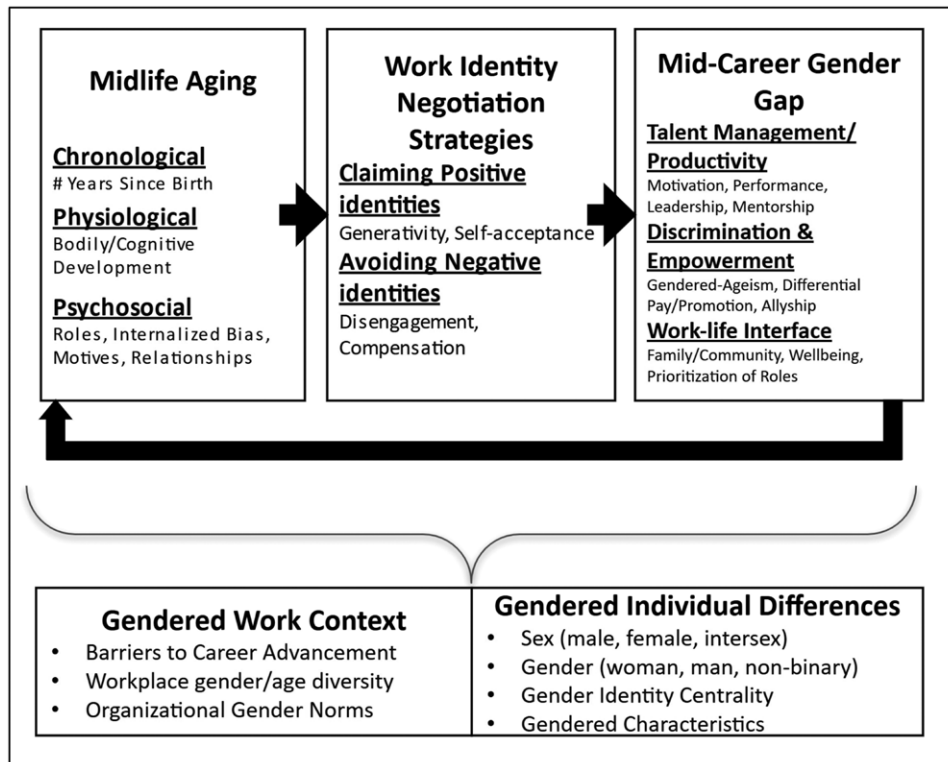 Midlife Aging
Chronological
# Years Since Birth
Physiological
Bodily/Cognitive
Development
Psychosocial
Roles, Internalized Bias,
Motives, Relationships
Work Identity
Negotiation
Strategies
Claiming Positive
identities
Generativity, Self-acceptance
Avoiding Negative
identities
Disengagement,
Compensation
Mid-Career Gender
Gap
Talent Management/
Productivity
Motivation, Performance,
Leadership, Mentorship
Discrimination &
Empowerment
Gendered-Ageism, Differential
Pay/Promotion, Allyship
Work-life Interface
Family/Community, Wellbeing,
Prioritization of Roles
Gendered Work Context
• Barriers to Career Advancement
• Workplace gender/age diversity
• Organizational Gender Norms
Gendered Individual Differences
• Sex (male, female, intersex)
• Gender (woman, man, non-binary)
• Gender Identity Centrality
• Gendered Characteristics